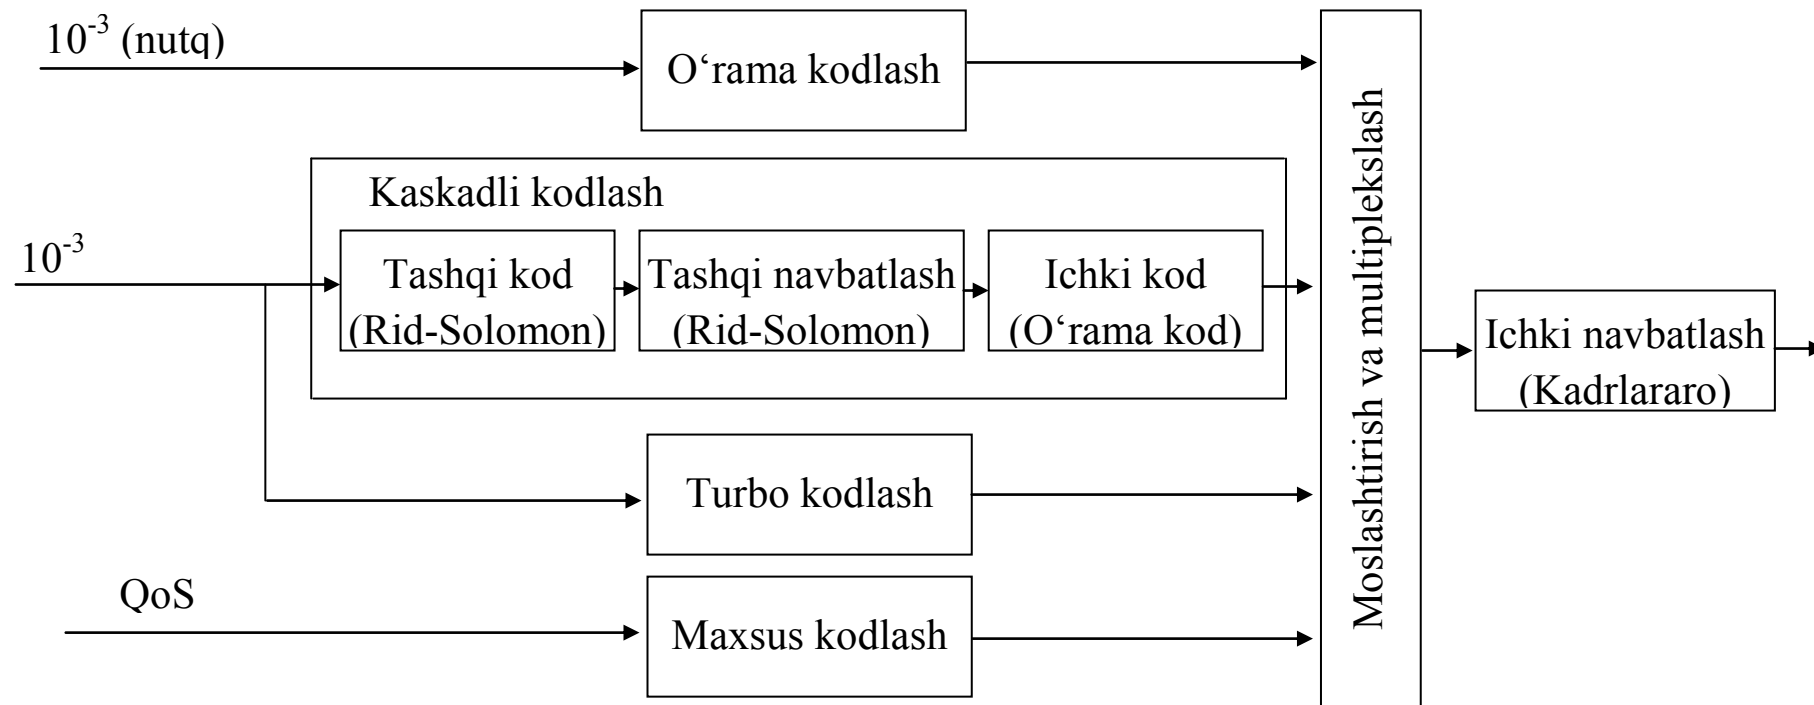 10⁻³ (nutq)
O‘rama kodlash
Kaskadli kodlash
10⁻³
Tashqi kod
(Rid-Solomon)
Tashqi navbatlash
(Rid-Solomon)
Ichki kod
(O‘rama kod)
Turbo kodlash
QoS
Maxsus kodlash
Moslashtirish va multiplekslash
Ichki navbatlash
(Kadrlararo)